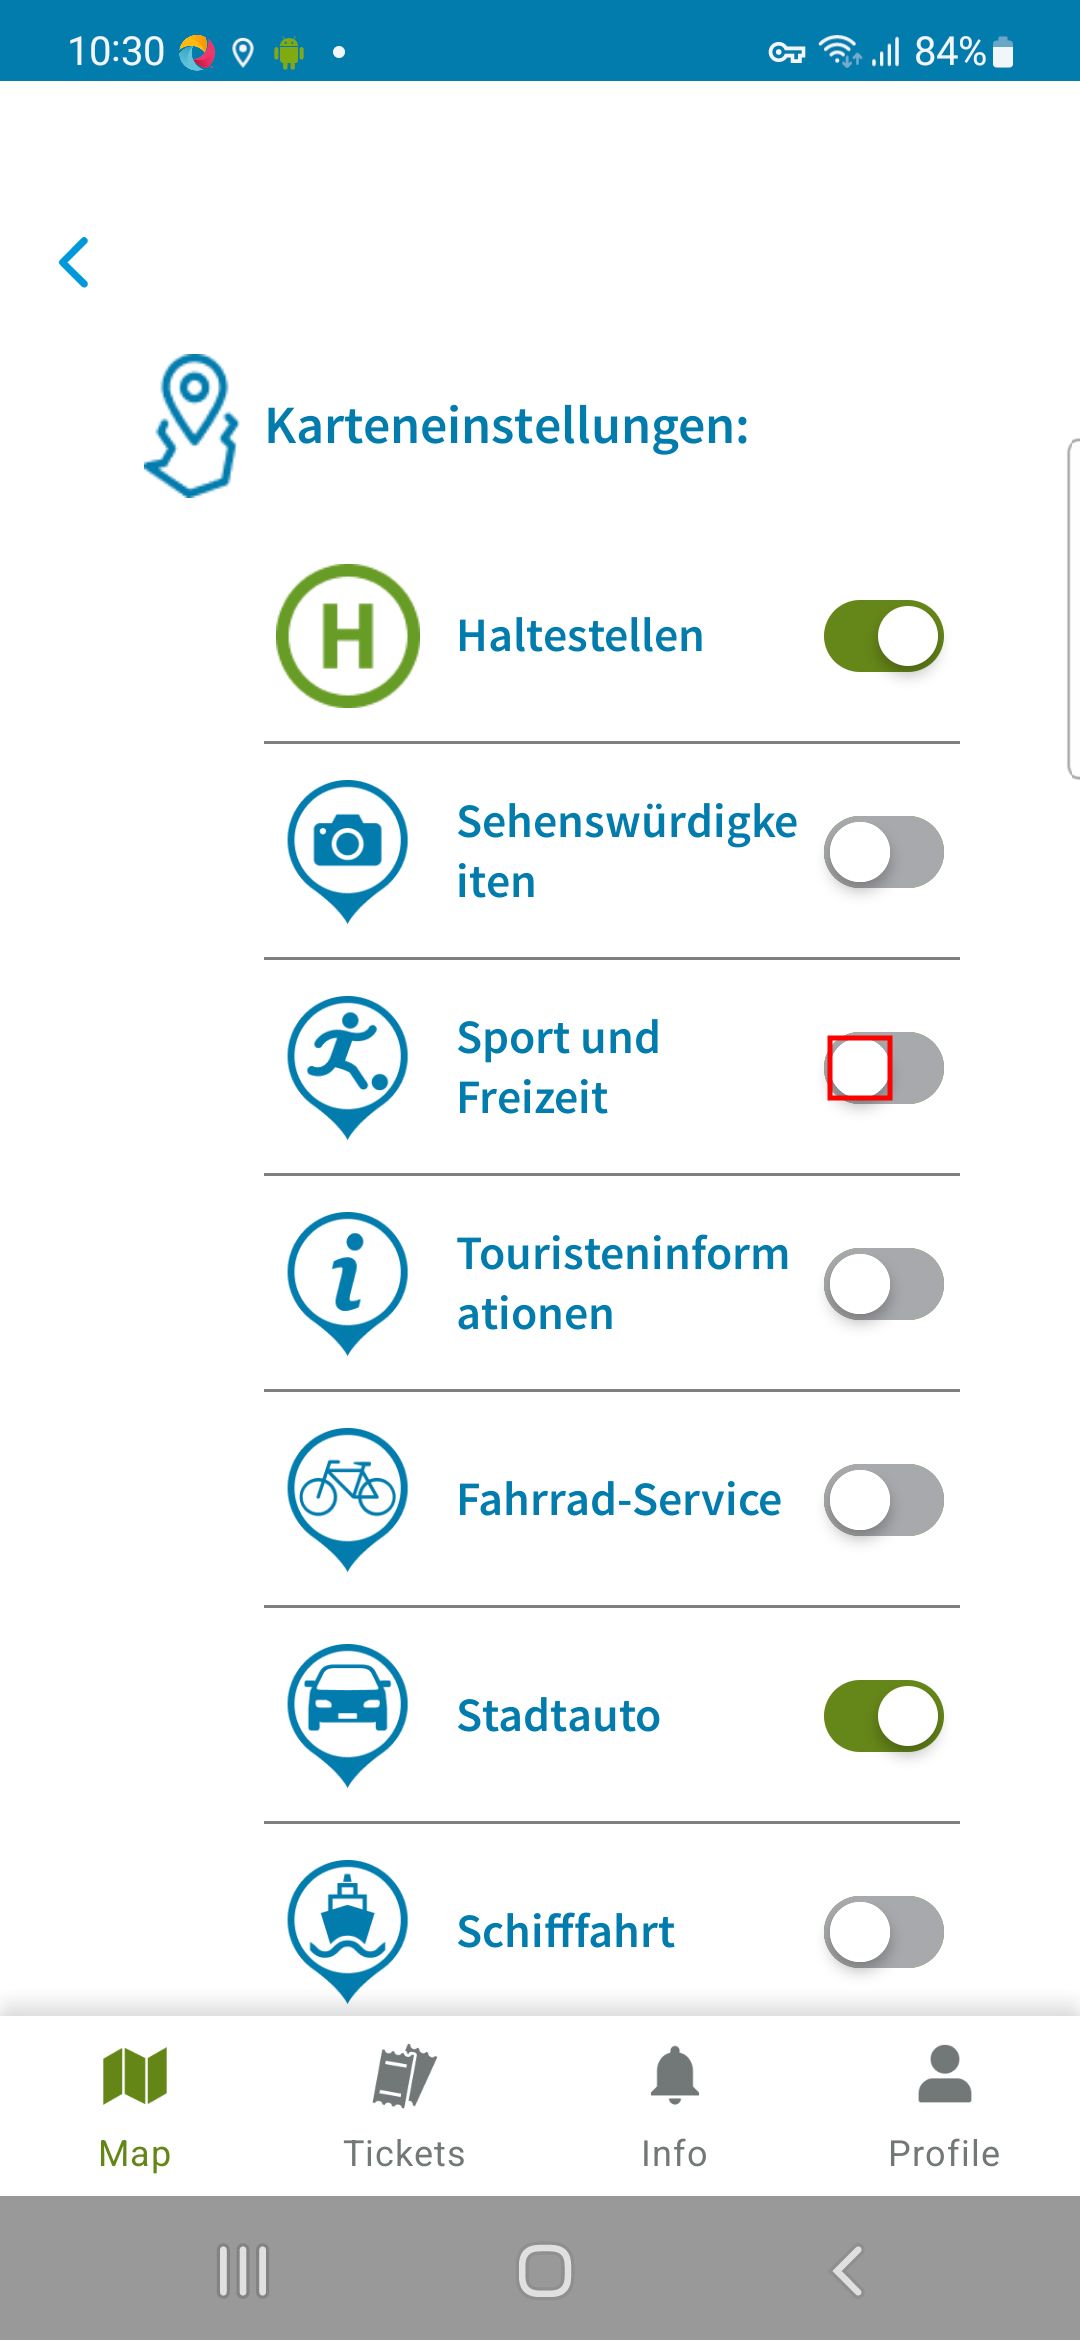 10:30 84%
Karteneinstellungen:
H Haltestellen
Sehenswürdigke
iten
Sport und
Freizeit
i
Touristeninform
ationen
Fahrrad-Service
Stadtauto
Schifffahrt
Map Tickets Info Profile